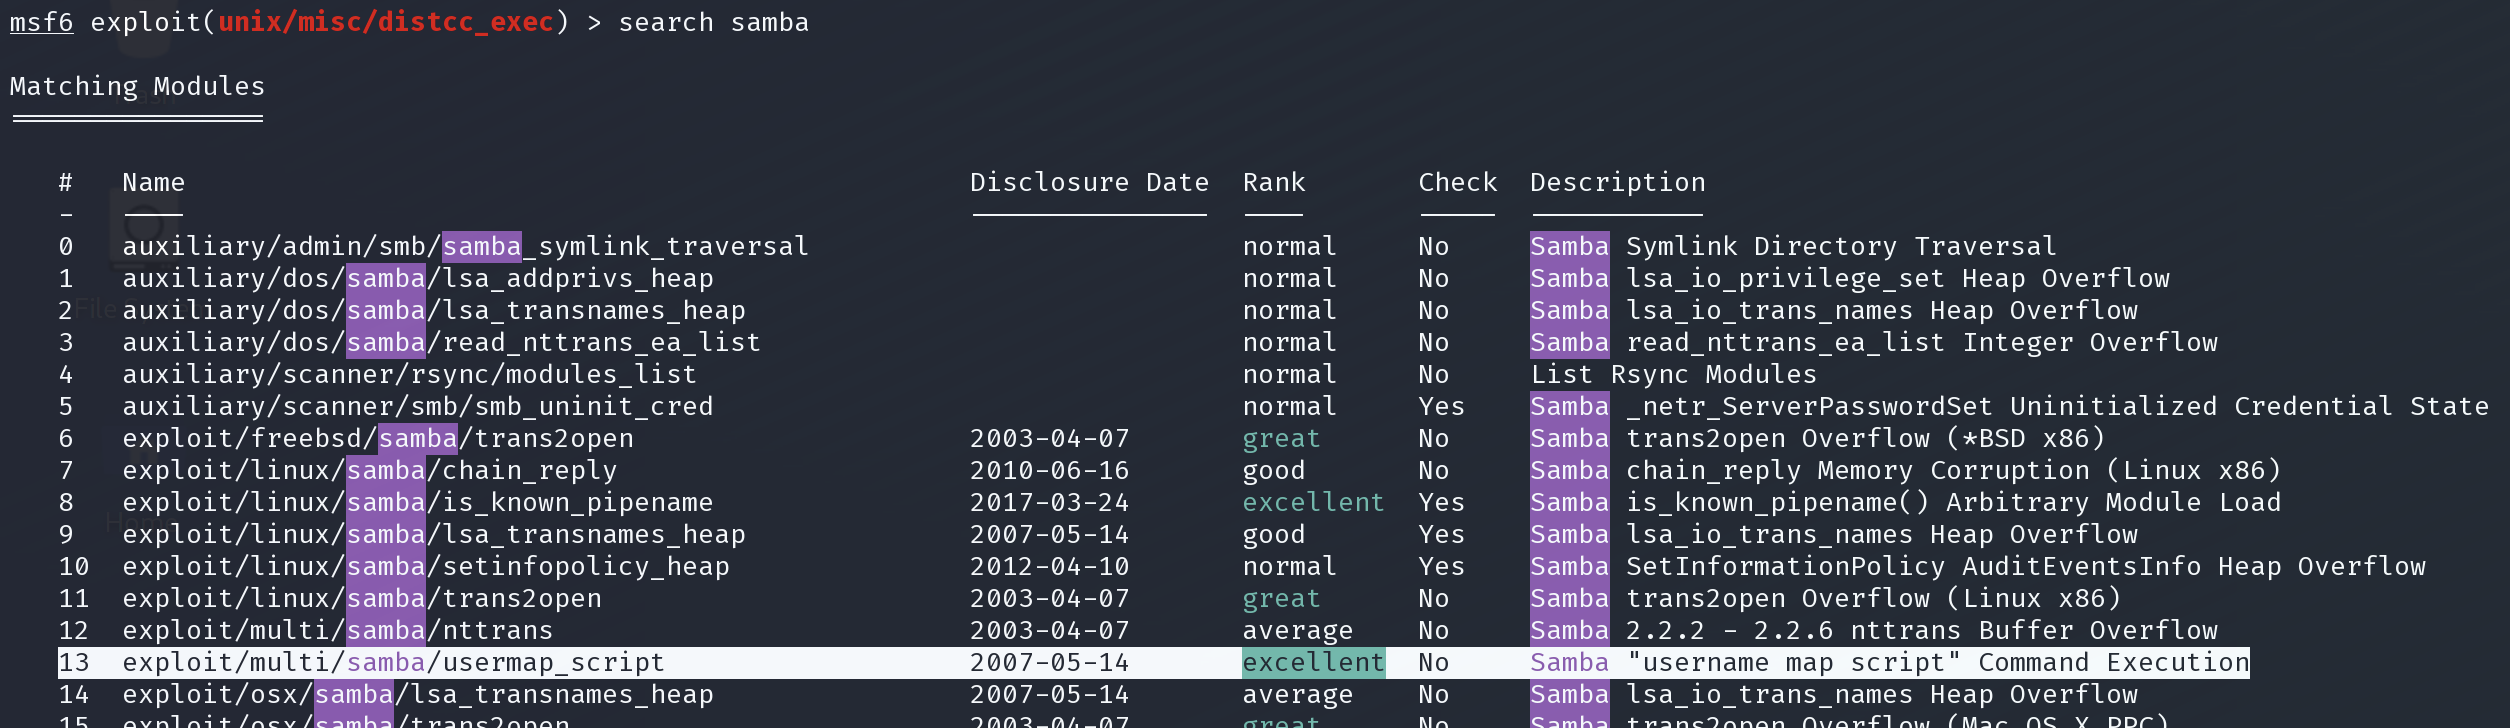 msf6 exploit(unix/misc/distcc_exec) > search samba
Matching Modules
# Name Disclosure Date Rank Check Description
0 auxiliary/admin/smb/samba_symlink_traversal normal No Samba Symlink Directory Traversal
1 auxiliary/dos/samba/lsa_addprivs_heap normal No Samba lsa_io_privilege_set Heap Overflow
2 auxiliary/dos/samba/lsa_transnames_heap normal No Samba lsa_io_trans_names Heap Overflow
3 auxiliary/dos/samba/read_nttrans_ea_list normal No Samba read_nttrans_ea_list Integer Overflow
4 auxiliary/scanner/rsync/modules_list normal No List Rsync Modules
5 auxiliary/scanner/smb/smb_uninit_cred normal Yes Samba _netr_ServerPasswordSet Uninitialized Credential State
6 exploit/freebsd/samba/trans2open 2003-04-07 great No Samba trans2open Overflow (*BSD x86)
7 exploit/linux/samba/chain_reply 2010-06-16 good No Samba chain_reply Memory Corruption (Linux x86)
8 exploit/linux/samba/is_known_pipename 2017-03-24 excellent Yes Samba is_known_pipename() Arbitrary Module Load
9 exploit/linux/samba/lsa_transnames_heap 2007-05-14 good Yes Samba lsa_io_trans_names Heap Overflow
10 exploit/linux/samba/setinfopolicy_heap 2012-04-10 normal Yes Samba SetInformationPolicy AuditEventsInfo Heap Overflow
11 exploit/linux/samba/trans2open 2003-04-07 great No Samba trans2open Overflow (Linux x86)
12 exploit/multi/samba/nttrans 2003-04-07 average No Samba 2.2.2 - 2.2.6 nttrans Buffer Overflow
13 exploit/multi/samba/usermap_script 2007-05-14 excellent No Samba "username map script" Command Execution
14 exploit/osx/samba/lsa_transnames_heap 2007-05-14 average No Samba lsa_io_trans_names Heap Overflow
15 exploit/osx/samba/trans2open 2003-04-07 great No Samba trans2open Overflow (Mac OS X PPC)